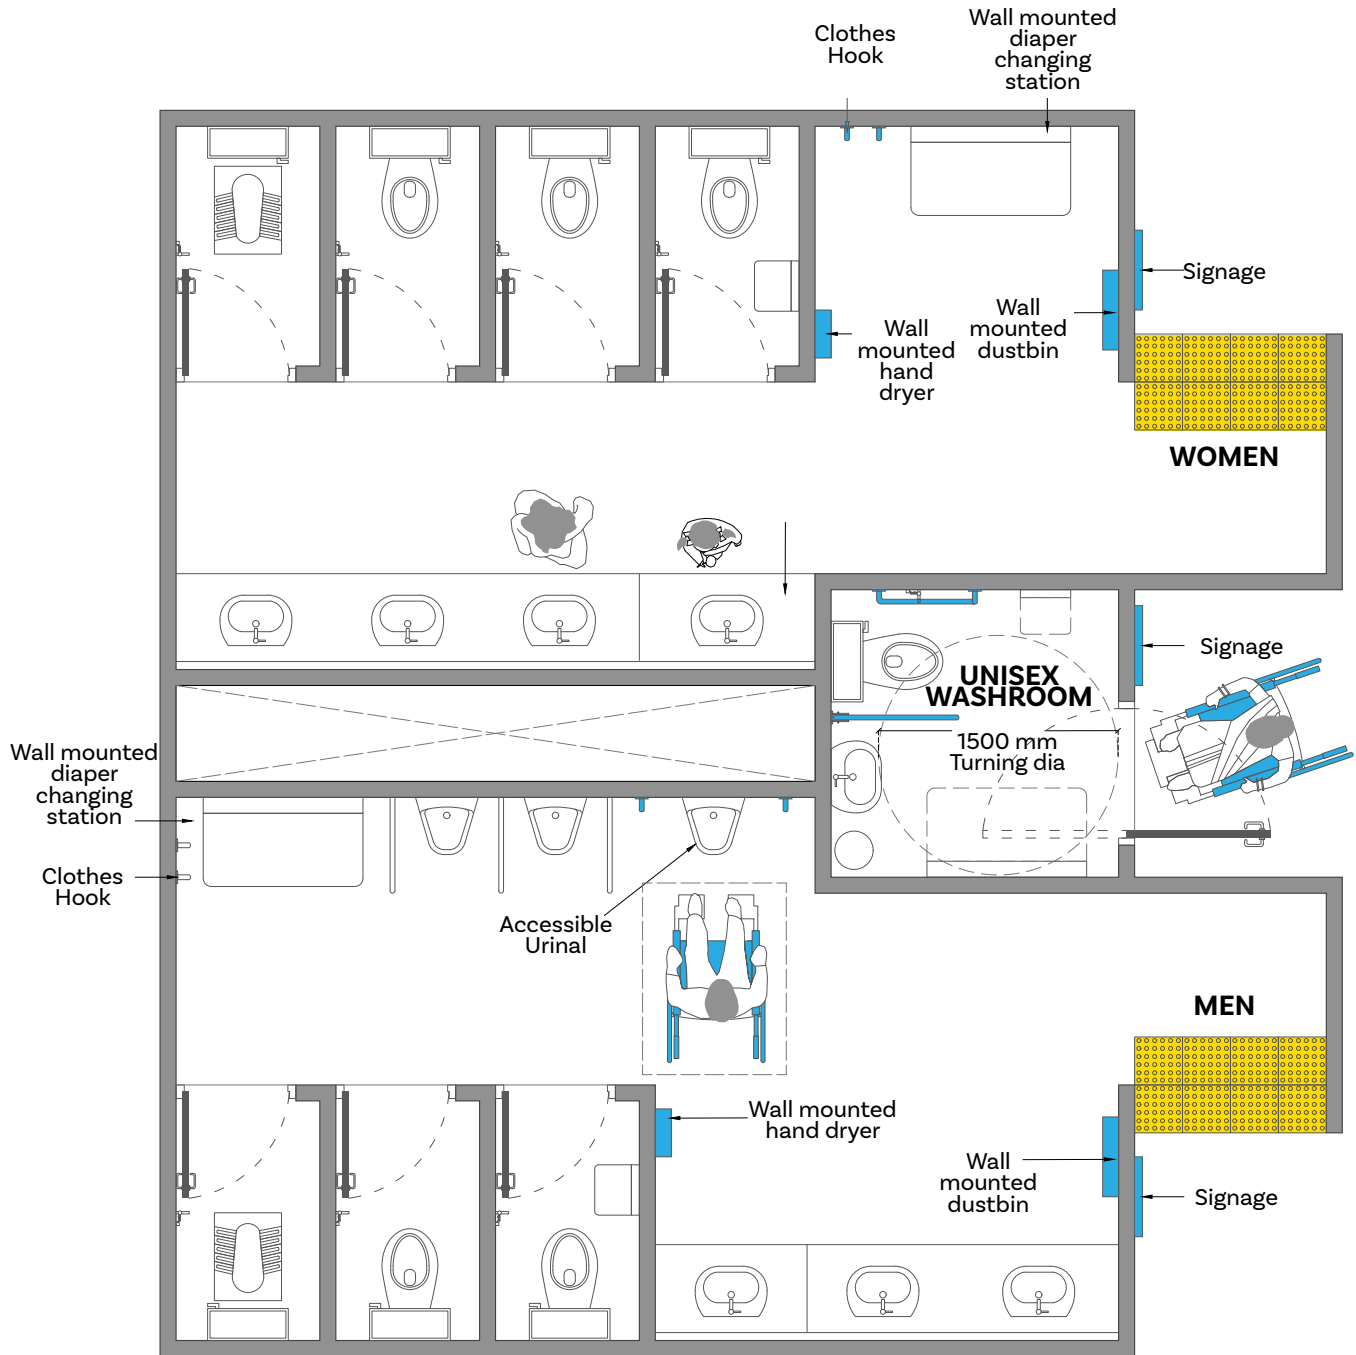 Clothes
Hook
Wall mounted
diaper
changing
station
Signage
Wall
mounted
hand
dryer
Wall
mounted
dustbin
WOMEN
Signage
UNISEX
WASHROOM
1500 mm
Turning dia
Wall mounted
diaper
changing
station
Clothes
Hook
Accessible
Urinal
MEN
Wall mounted
hand dryer
Wall
mounted
dustbin
Signage